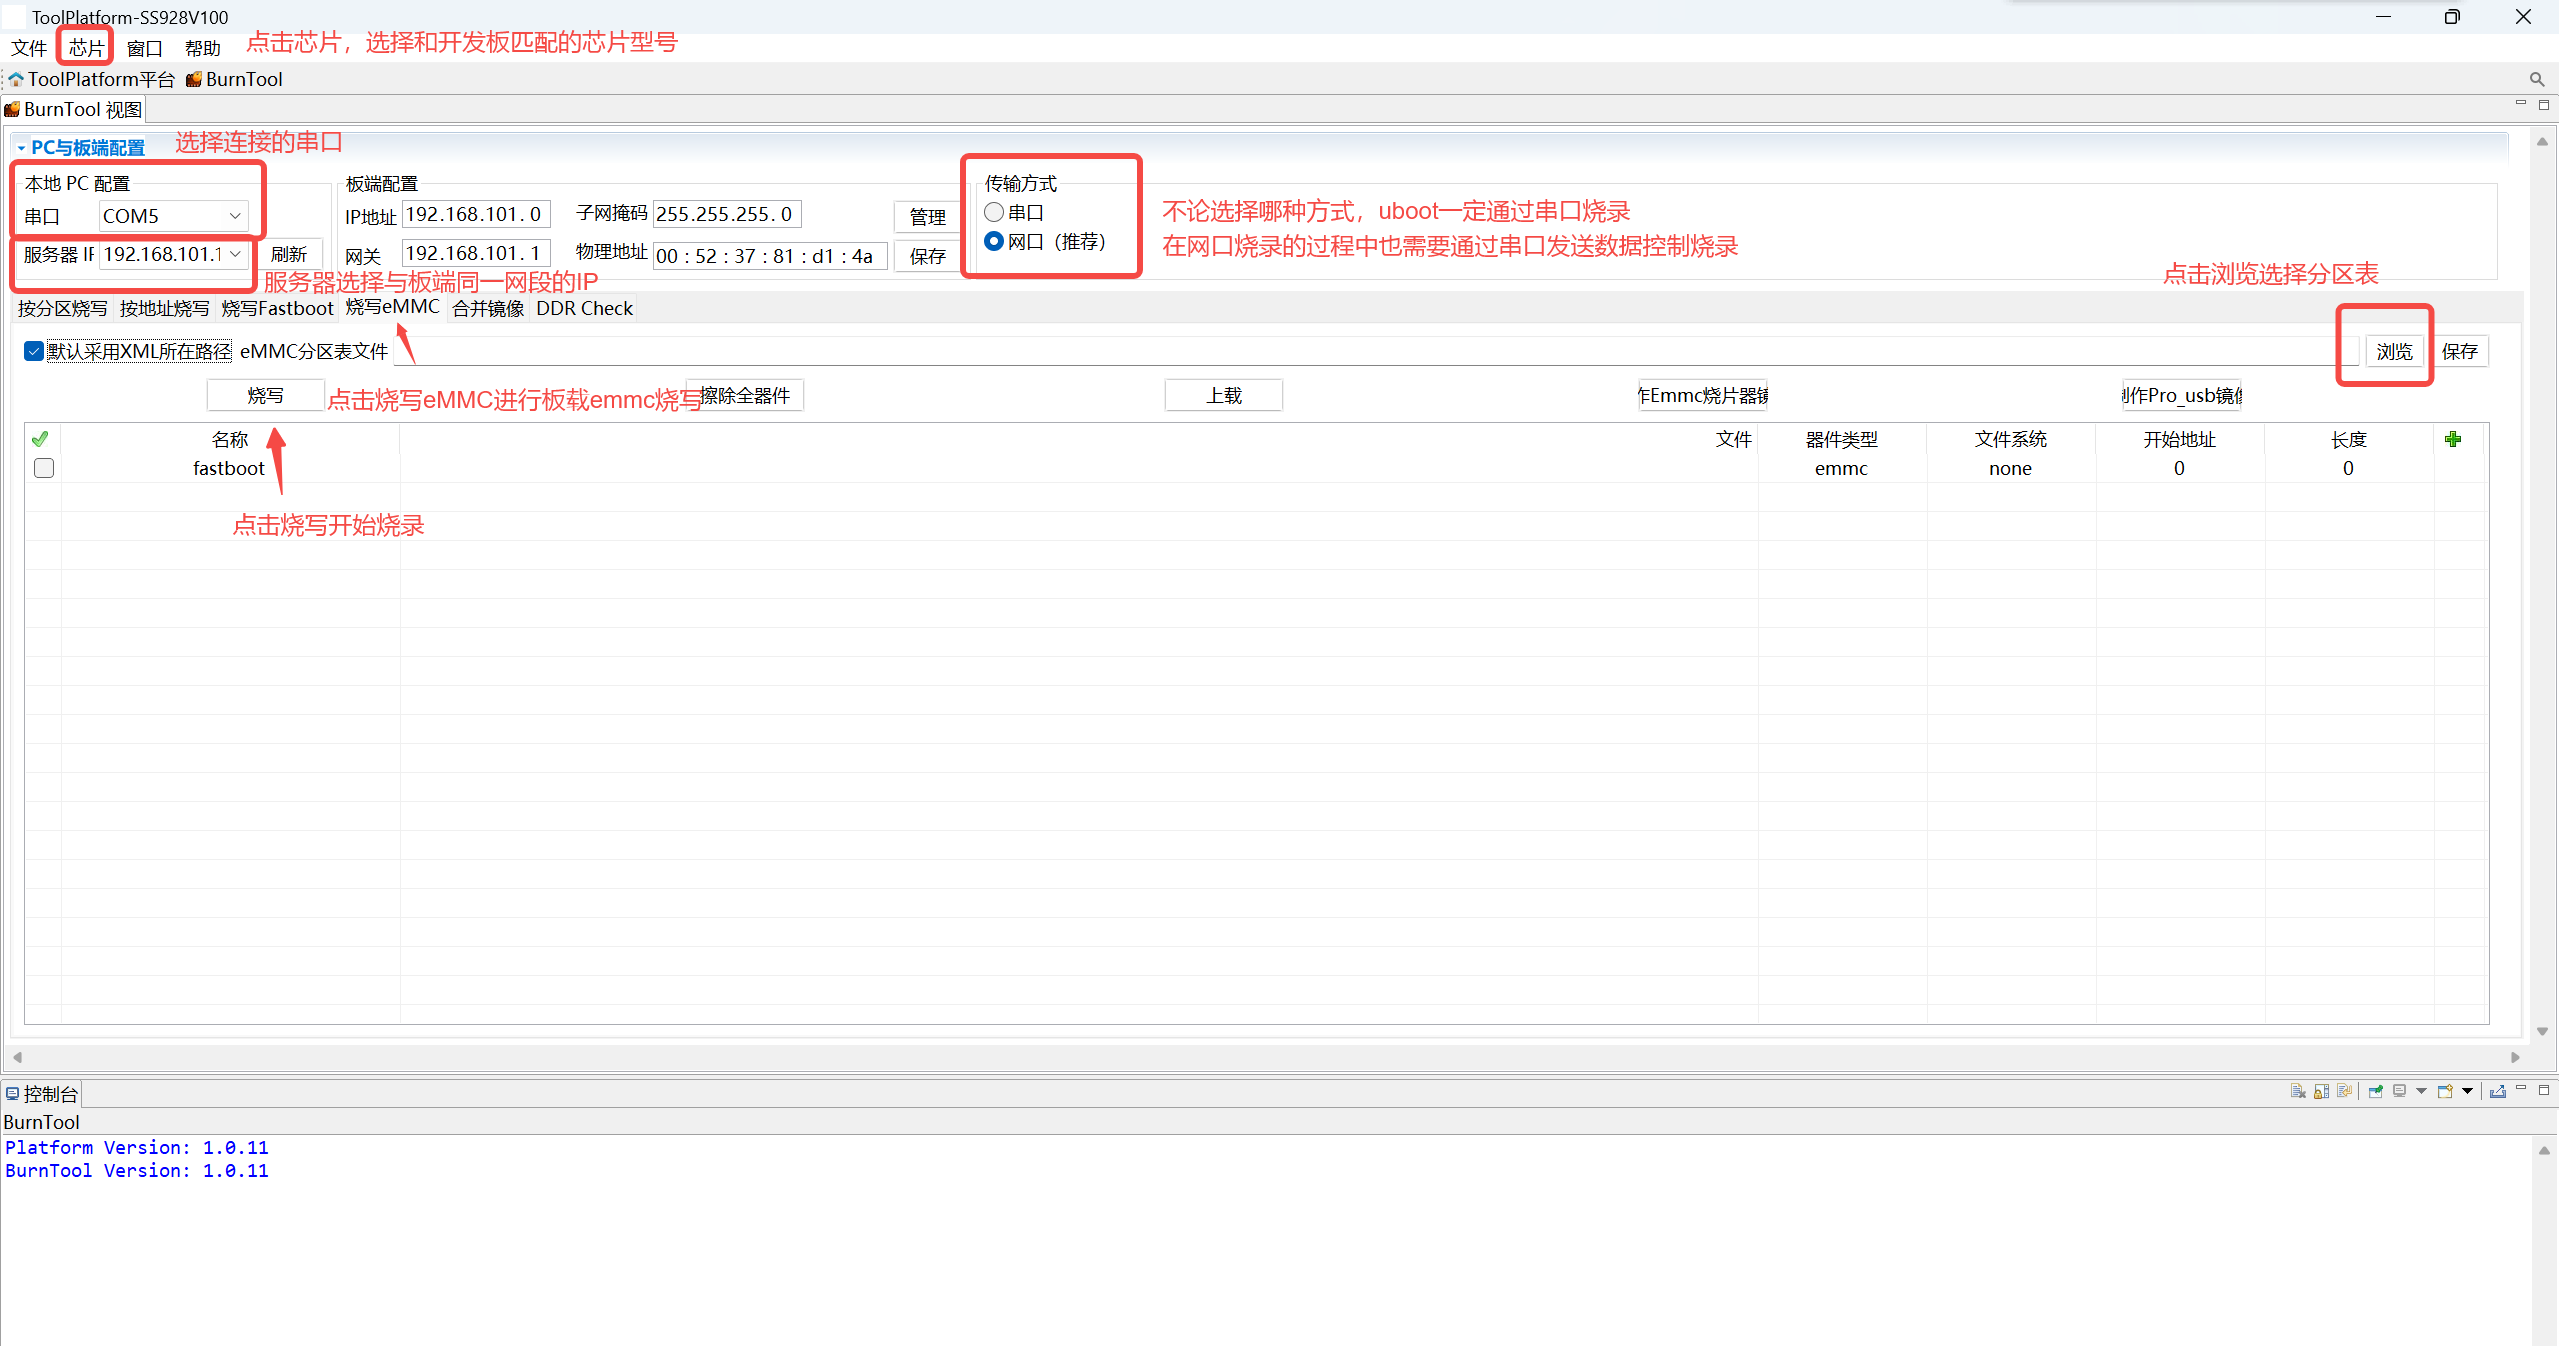 ToolPlatform-SS928V100
文件 芯片 窗口 帮助 点击芯片，选择和开发板匹配的芯片型号
ToolPlatform平台 BurnTool
BurnTool 视图
PC与板端配置 选择连接的串口
本地 PC 配置 板端配置 传输方式
串口 COM5 IP地址 192.168.101. 0 子网掩码 255.255.255. 0 管理 串口 不论选择哪种方式，uboot一定通过串口烧录
服务器 IP 192.168.101.1 刷新 网关 192.168.101. 1 物理地址 00 : 52 : 37 : 81 : d1 : 4a 保存 网口（推荐） 在网口烧录的过程中也需要通过串口发送数据控制烧录
服务器选择与板端同一网段的IP 点击浏览选择分区表
按分区烧写 按地址烧写 烧写Fastboot 烧写eMMC 合并镜像 DDR Check
默认采用XML所在路径 eMMC分区表文件 浏览 保存
烧写 点击烧写eMMC进行板载emmc烧写 擦除全器件 上载 作Emmc烧片器镜 制作Pro_usb镜像
名称 文件 器件类型 文件系统 开始地址 长度
fastboot emmc none 0 0
点击烧写开始烧录
控制台
BurnTool
Platform Version: 1.0.11
BurnTool Version: 1.0.11